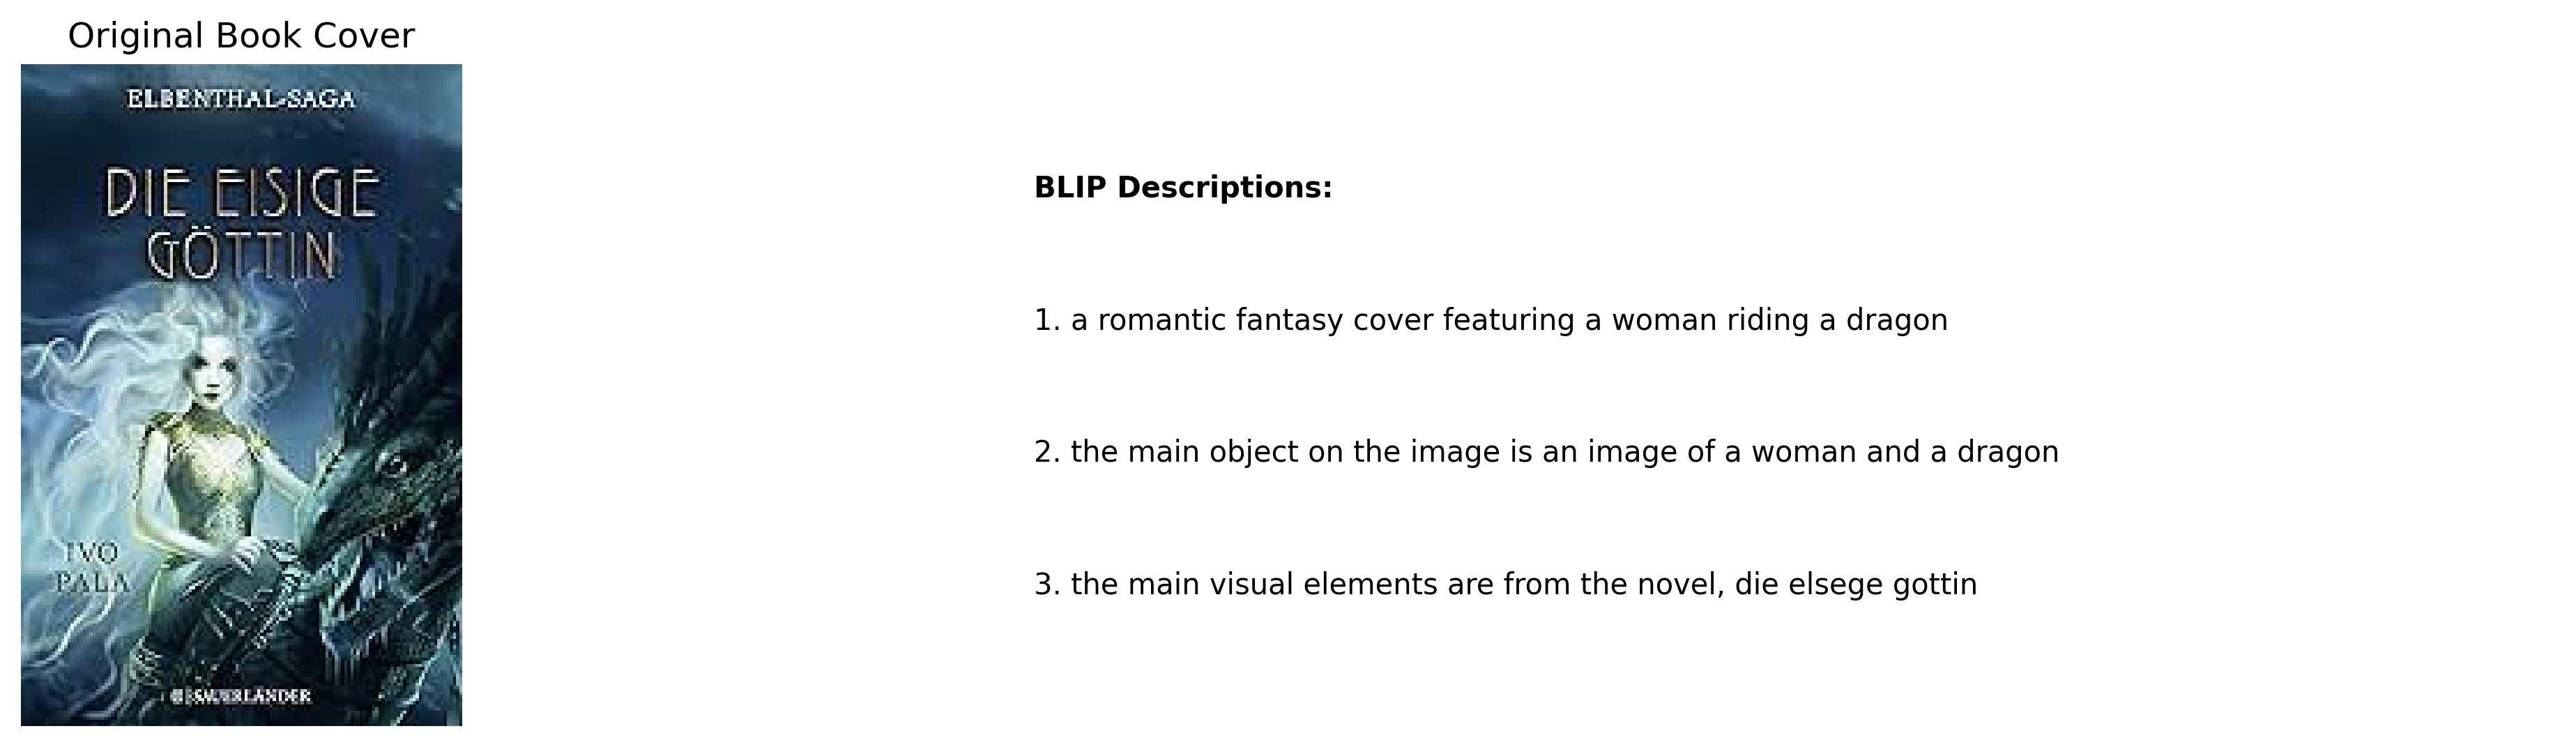 Original Book Cover
ELBENTHAL-SAGA
DIE EISIGE
GÖTTIN
IVO
PALA
SAUERLÄNDER
BLIP Descriptions:
1. a romantic fantasy cover featuring a woman riding a dragon
2. the main object on the image is an image of a woman and a dragon
3. the main visual elements are from the novel, die elsege gottin